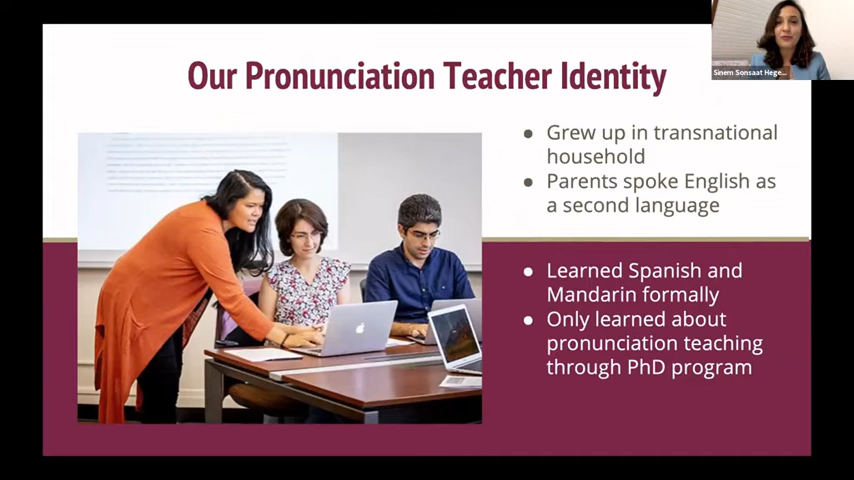 Our Pronunciation Teacher Identity
Sinem Sonsaat Hege...
● Grew up in transnational
household
● Parents spoke English as
a second language
● Learned Spanish and
Mandarin formally
● Only learned about
pronunciation teaching
through PhD program